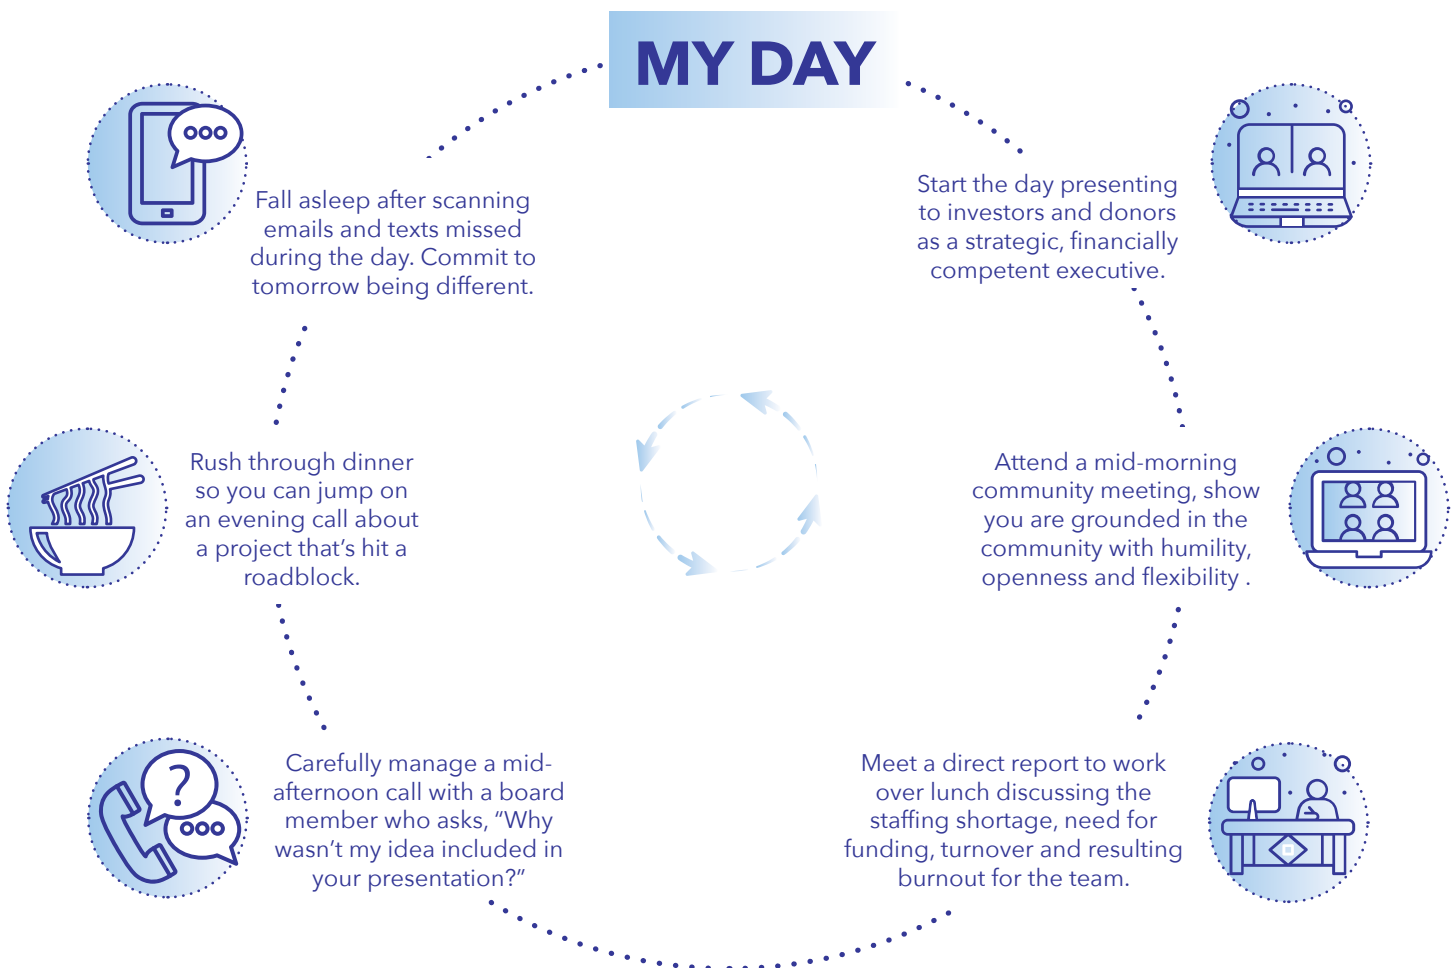 MY DAY
Start the day presenting
to investors and donors
as a strategic, financially
competent executive.
Attend a mid-morning
community meeting, show
you are grounded in the
community with humility,
openness and flexibility .
Meet a direct report to work
over lunch discussing the
staffing shortage, need for
funding, turnover and resulting
burnout for the team.
Carefully manage a mid-
afternoon call with a board
member who asks, “Why
wasn’t my idea included in
your presentation?”
Rush through dinner
so you can jump on
an evening call about
a project that’s hit a
roadblock.
Fall asleep after scanning
emails and texts missed
during the day. Commit to
tomorrow being different.
?